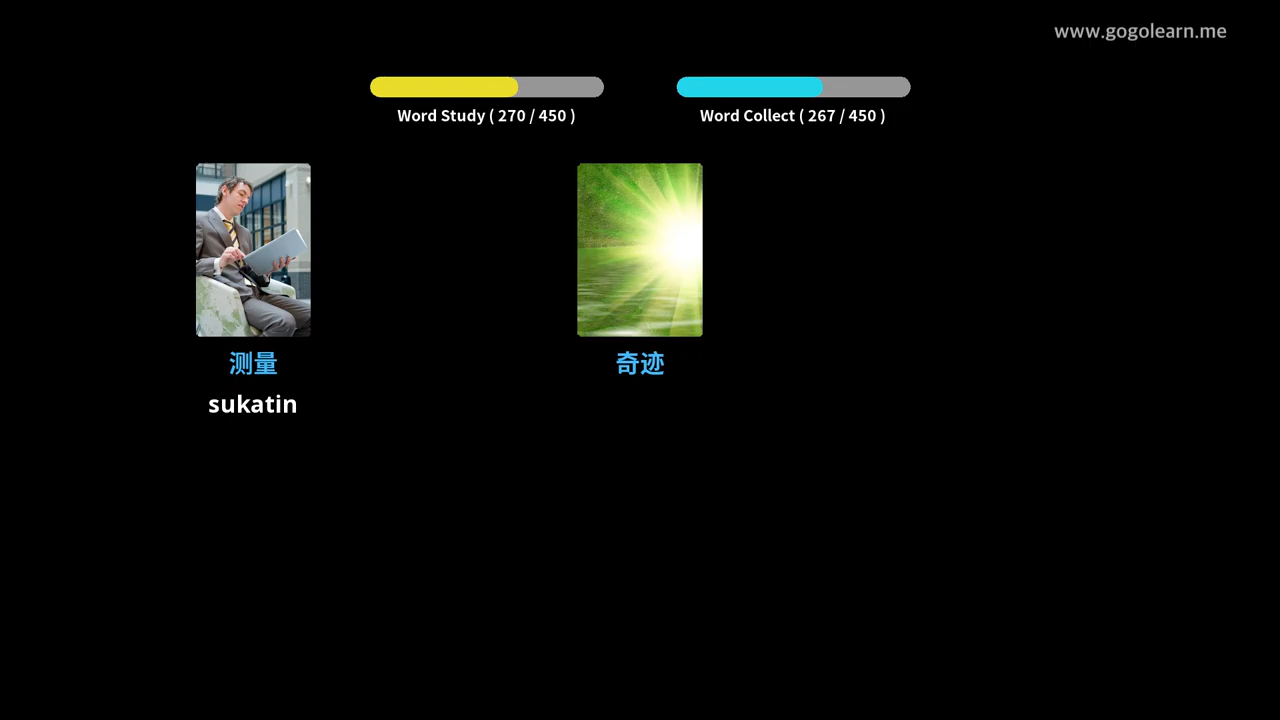 www.gogolearn.me
Word Study ( 270 / 450 )
Word Collect ( 267 / 450 )
测量
奇迹
sukatin